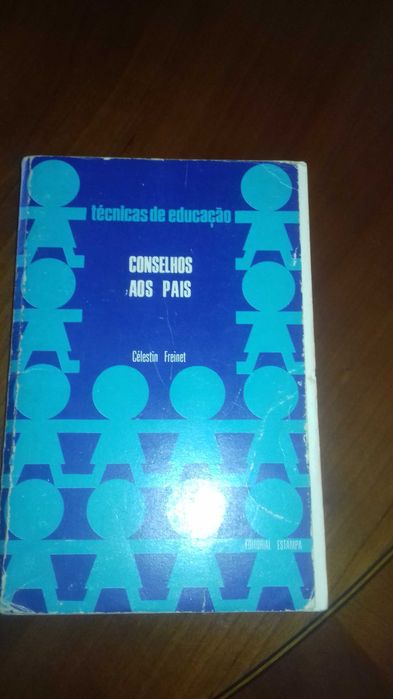 técnicas de educação
CONSELHOS
AOS PAIS
Célestin Freinet
EDITORIAL ESTAMPA